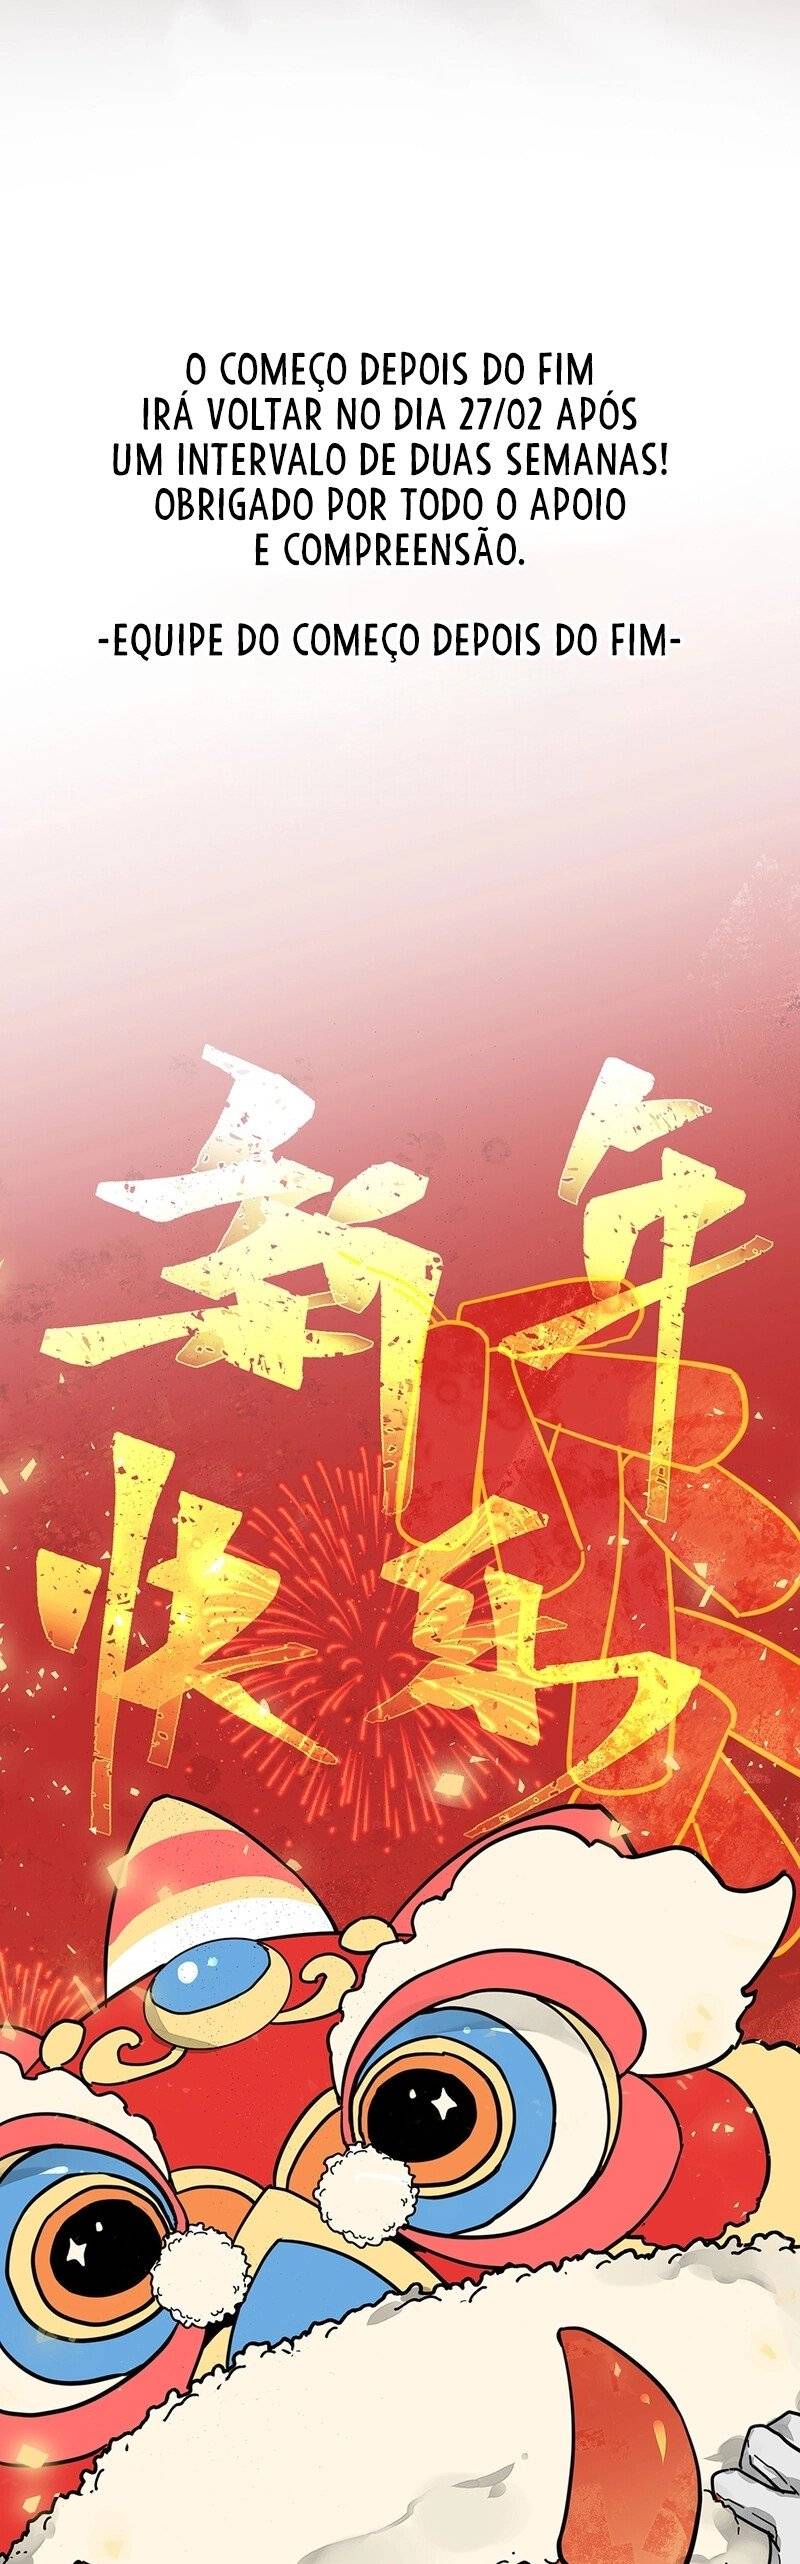 O COMEÇO DEPOIS DO FIM
IRÁ VOLTAR NO DIA 27/02 APÓS
UM INTERVALO DE DUAS SEMANAS!
OBRIGADO POR TODO O APOIO
E COMPREENSÃO.
-EQUIPE DO COMEÇO DEPOIS DO FIM-
新年
快乐